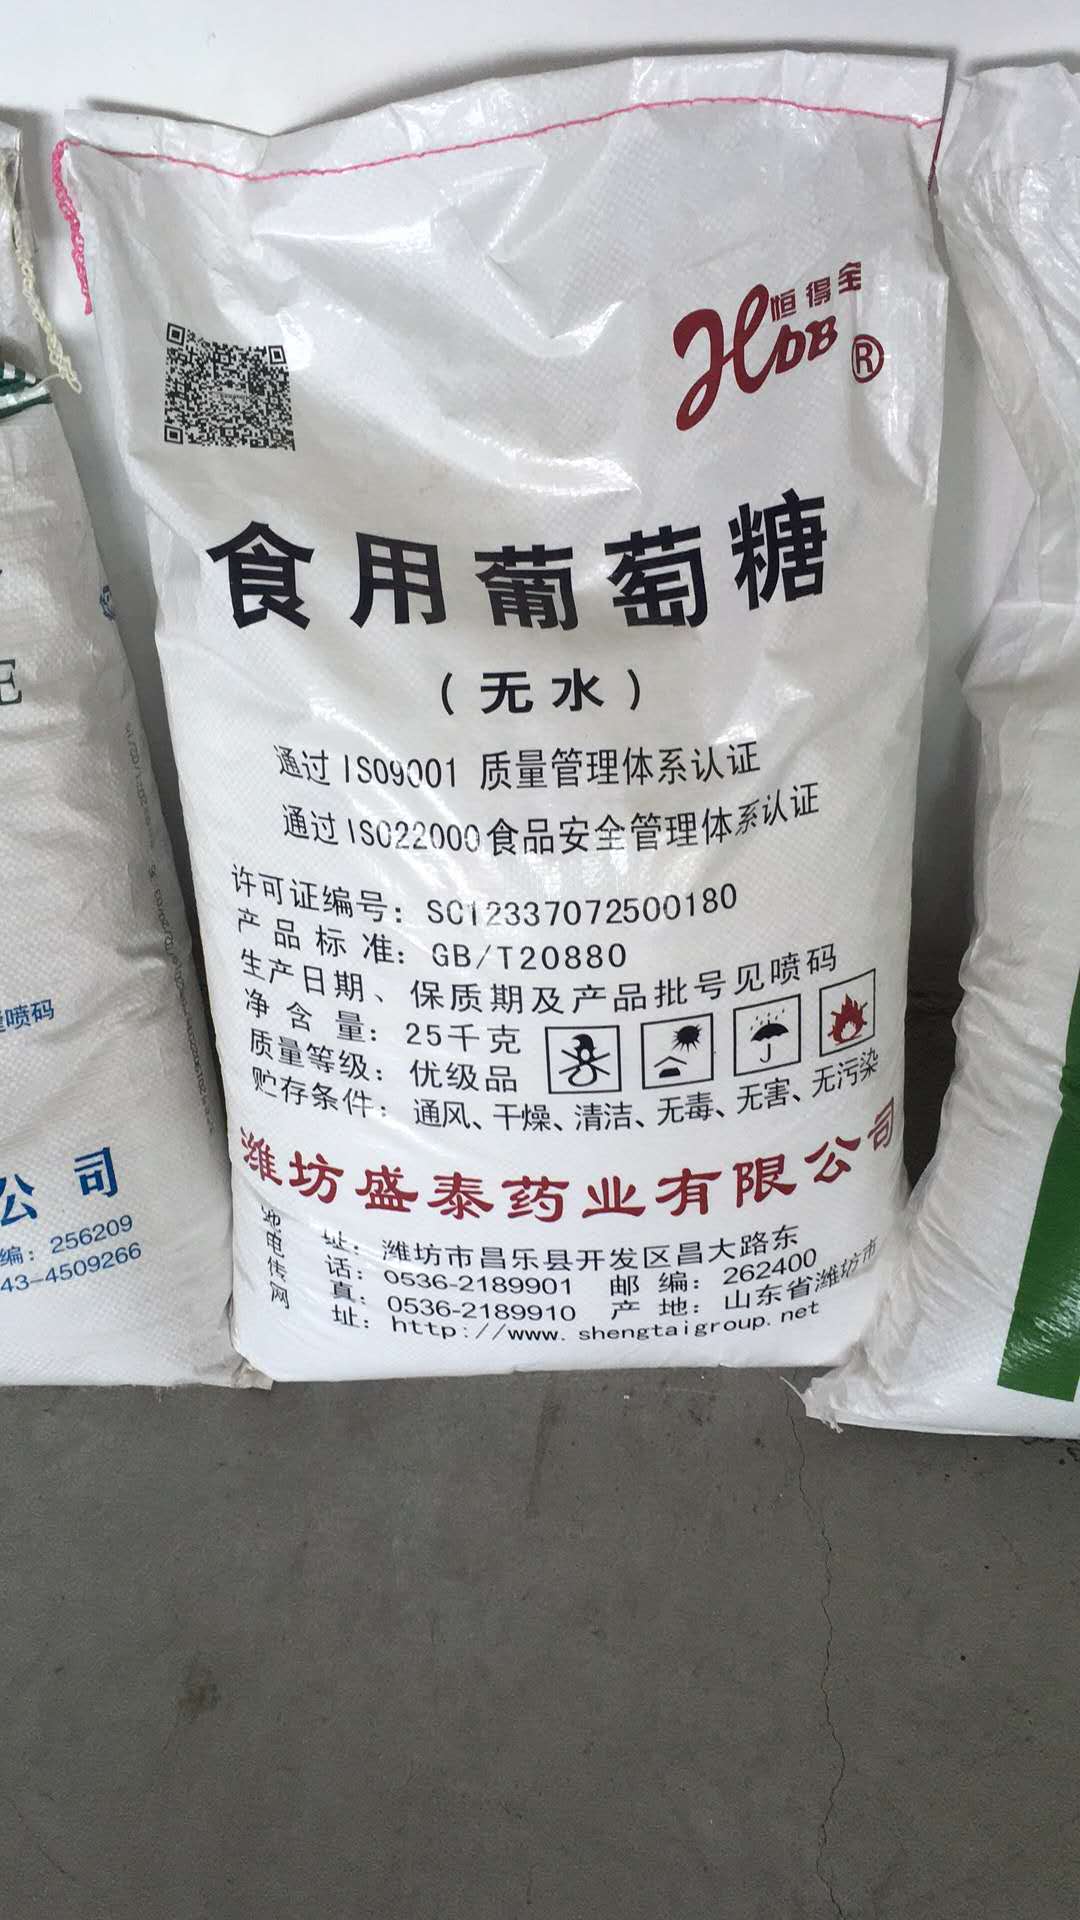 恒得宝
HDB®
食用葡萄糖
（无水）
通过ISO9001 质量管理体系认证
通过ISO22000食品安全管理体系认证
许可证编号：SC12337072500180
产品标准：GB/T20880
生产日期、保质期及产品批号见喷码
净含量：25千克
质量等级：优级品
贮存条件：通风、干燥、清洁、无毒、无害、无污染
潍坊盛泰药业有限公司
地址：潍坊市昌乐县开发区昌大路东
电话：0536-2189901 邮编：262400
传真：0536-2189910 产地：山东省潍坊市
网址：http://www.shengtaigroup.net
E
喷码
公司
编：256209
43-4509266